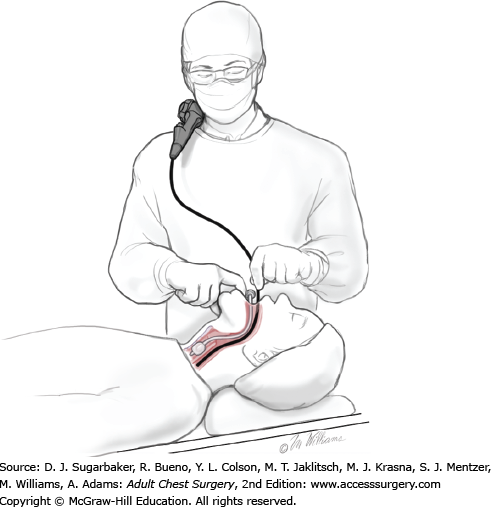 © M Williams
Source: D. J. Sugarbaker, R. Bueno, Y. L. Colson, M. T. Jaklitsch, M. J. Krasna, S. J. Mentzer,
M. Williams, A. Adams: Adult Chest Surgery, 2nd Edition: www.accesssurgery.com
Copyright © McGraw-Hill Education. All rights reserved.